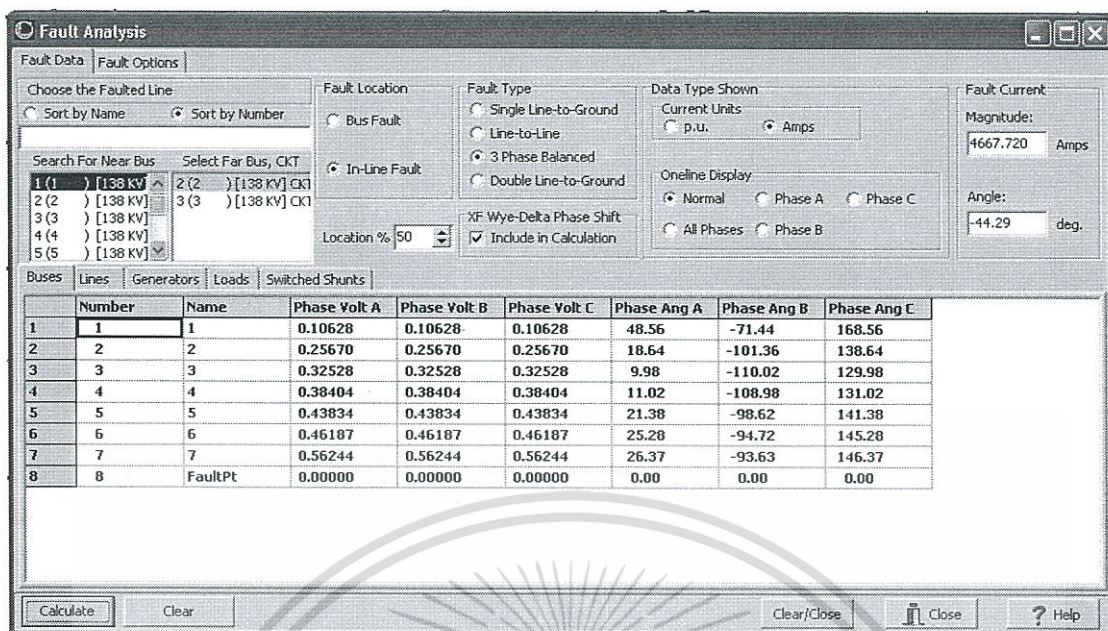 Fault Analysis
Fault Data Fault Options
Choose the Faulted Line
Sort by Name Sort by Number
Search For Near Bus Select Far Bus, CKT
1 (1 ) [138 KV] 2 (2 ) [138 KV] CKT
2 (2 ) [138 KV] 3 (3 ) [138 KV] CKT
3 (3 ) [138 KV]
4 (4 ) [138 KV]
5 (5 ) [138 KV]
Fault Location
Bus Fault
In-Line Fault
Location % 50
Fault Type
Single Line-to-Ground
Line-to-Line
3 Phase Balanced
Double Line-to-Ground
XF Wye-Delta Phase Shift
Include in Calculation
Data Type Shown
Current Units
p.u. Amps
Oneline Display
Normal Phase A Phase C
All Phases Phase B
Fault Current
Magnitude:
4667.720 Amps
Angle:
-44.29 deg.
Buses Lines Generators Loads Switched Shunts
Number Name Phase Volt A Phase Volt B Phase Volt C Phase Ang A Phase Ang B Phase Ang C
1 1 1 0.10628 0.10628 0.10628 48.56 -71.44 168.56
2 2 2 0.25670 0.25670 0.25670 18.64 -101.36 138.64
3 3 3 0.32528 0.32528 0.32528 9.98 -110.02 129.98
4 4 4 0.38404 0.38404 0.38404 11.02 -108.98 131.02
5 5 5 0.43834 0.43834 0.43834 21.38 -98.62 141.38
6 6 6 0.46187 0.46187 0.46187 25.28 -94.72 145.28
7 7 7 0.56244 0.56244 0.56244 26.37 -93.63 146.37
8 8 FaultPt 0.00000 0.00000 0.00000 0.00 0.00 0.00
Calculate Clear Clear/Close Close ? Help